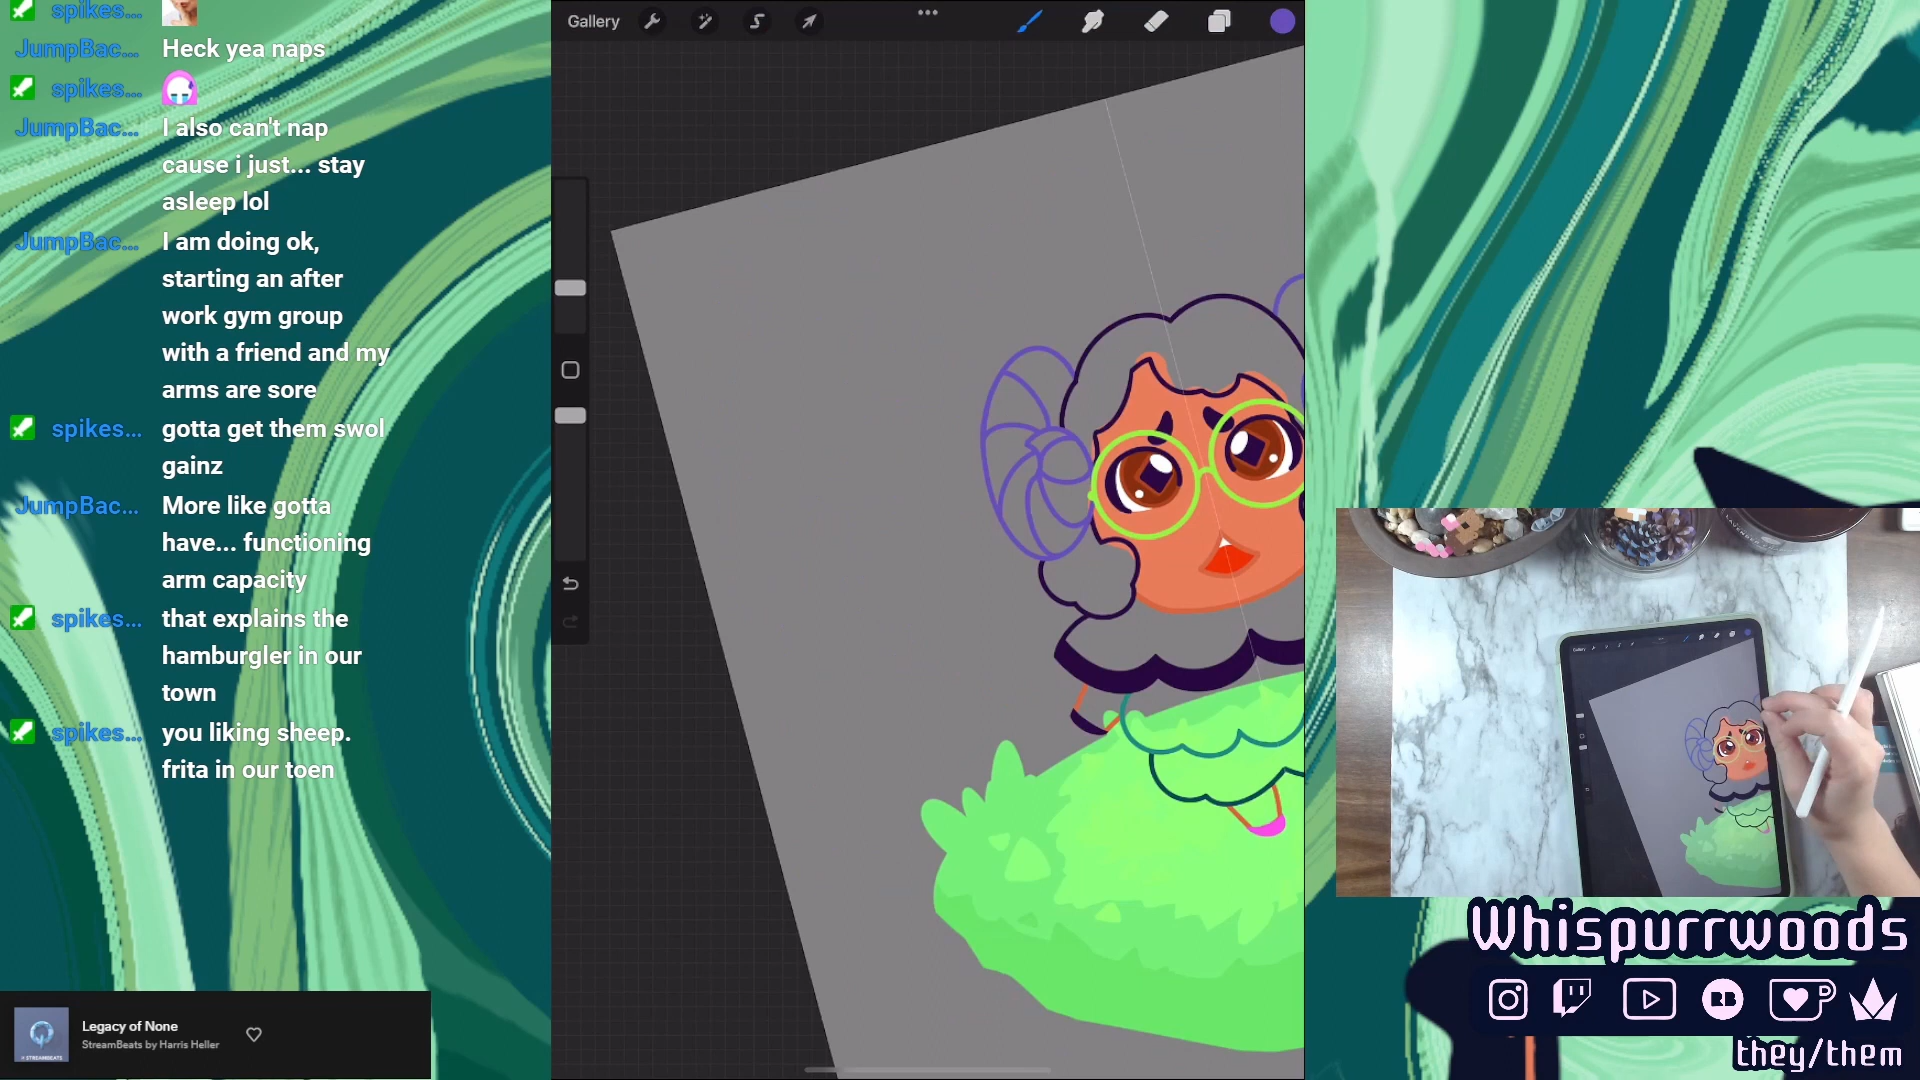 spikes...
JumpBac... Heck yea naps
spikes...
JumpBac... I also can't nap
cause i just... stay
asleep lol
JumpBac... I am doing ok,
starting an after
work gym group
with a friend and my
arms are sore
spikes... gotta get them swol
gainz
JumpBac... More like gotta
have... functioning
arm capacity
spikes... that explains the
hamburgler in our
town
spikes... you liking sheep.
frita in our toen
Legacy of None
StreamBeats by Harris Heller
STREAMBEATS
Gallery
Gallery
Whispurrwoods
RB
they/them